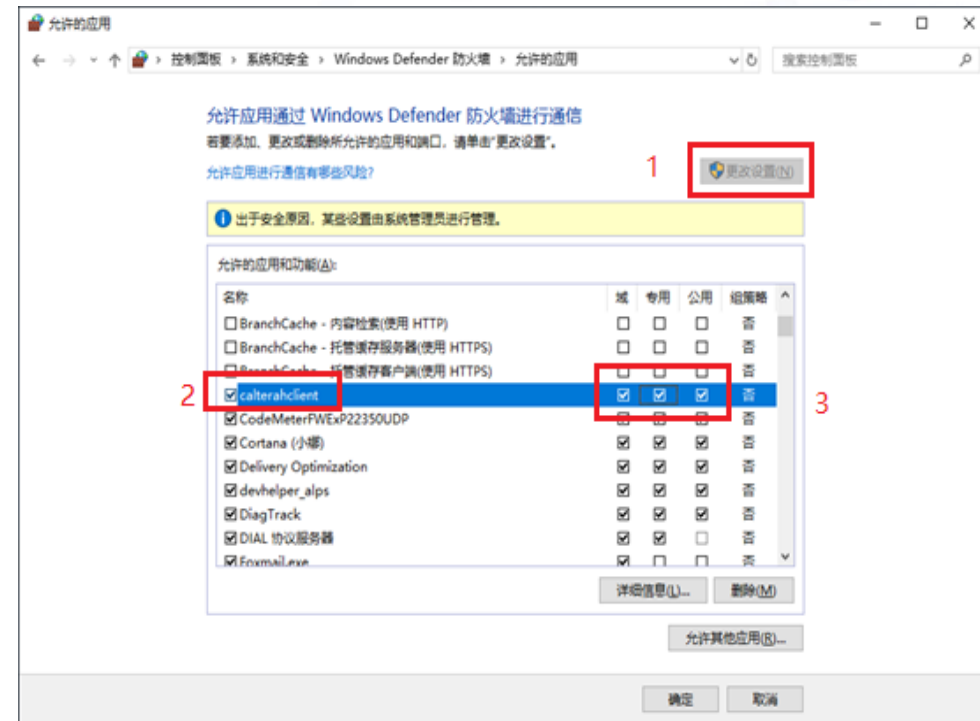 允许的应用
控制面板 › 系统和安全 › Windows Defender 防火墙 › 允许的应用
搜索控制面板
允许应用通过 Windows Defender 防火墙进行通信
若要添加、更改或删除所允许的应用和端口，请单击"更改设置"。
1
允许应用进行通信有哪些风险?
更改设置(N)
出于安全原因，某些设置由系统管理员进行管理。
允许的应用和功能(A):
名称 域 专用 公用 组策略
BranchCache - 内容检索(使用 HTTP) 否
BranchCache - 托管缓存服务器(使用 HTTPS) 否
BranchCache - 托管缓存客户端(使用 HTTPS) 否
2
calterahclient 否
3
CodeMeterFWExP22350UDP 否
Cortana (小娜) 否
Delivery Optimization 否
devhelper_alps 否
DiagTrack 否
DIAL 协议服务器 否
Foxmail.exe 否
详细信息(L)... 删除(M)
允许其他应用(R)...
确定 取消